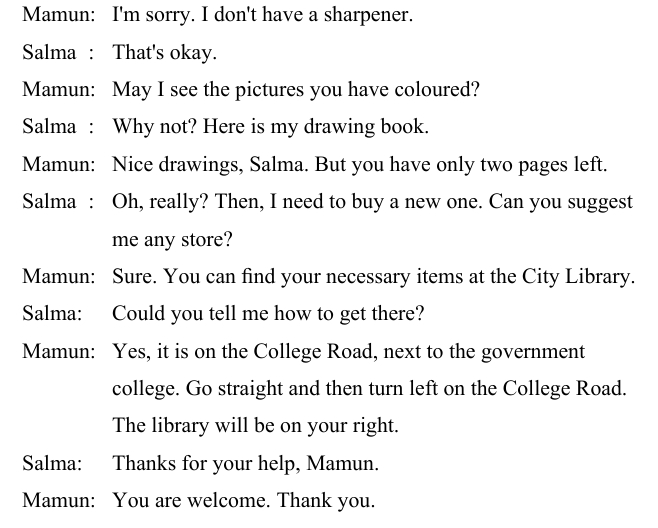 Mamun: I'm sorry. I don't have a sharpener.
Salma : That's okay.
Mamun: May I see the pictures you have coloured?
Salma : Why not? Here is my drawing book.
Mamun: Nice drawings, Salma. But you have only two pages left.
Salma : Oh, really? Then, I need to buy a new one. Can you suggest
me any store?
Mamun: Sure. You can find your necessary items at the City Library.
Salma: Could you tell me how to get there?
Mamun: Yes, it is on the College Road, next to the government
college. Go straight and then turn left on the College Road.
The library will be on your right.
Salma: Thanks for your help, Mamun.
Mamun: You are welcome. Thank you.